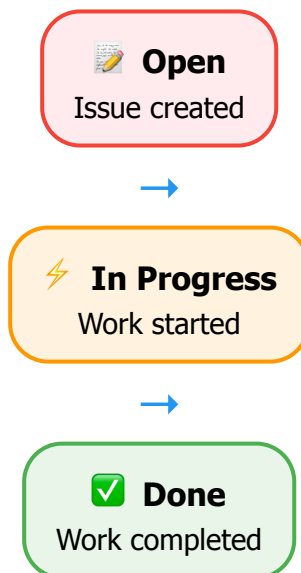 📝 Open
Issue created
→
⚡ In Progress
Work started
→
✅ Done
Work completed